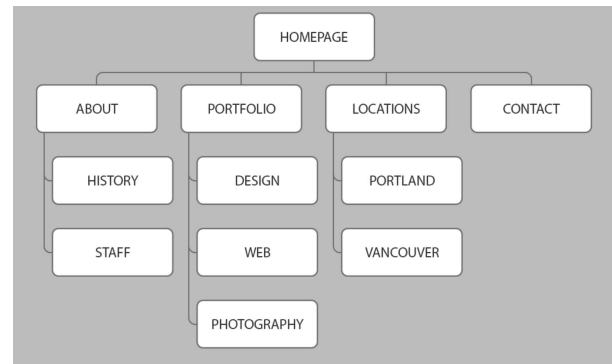 HOMEPAGE
ABOUT
PORTFOLIO
LOCATIONS
CONTACT
HISTORY
DESIGN
PORTLAND
STAFF
WEB
VANCOUVER
PHOTOGRAPHY